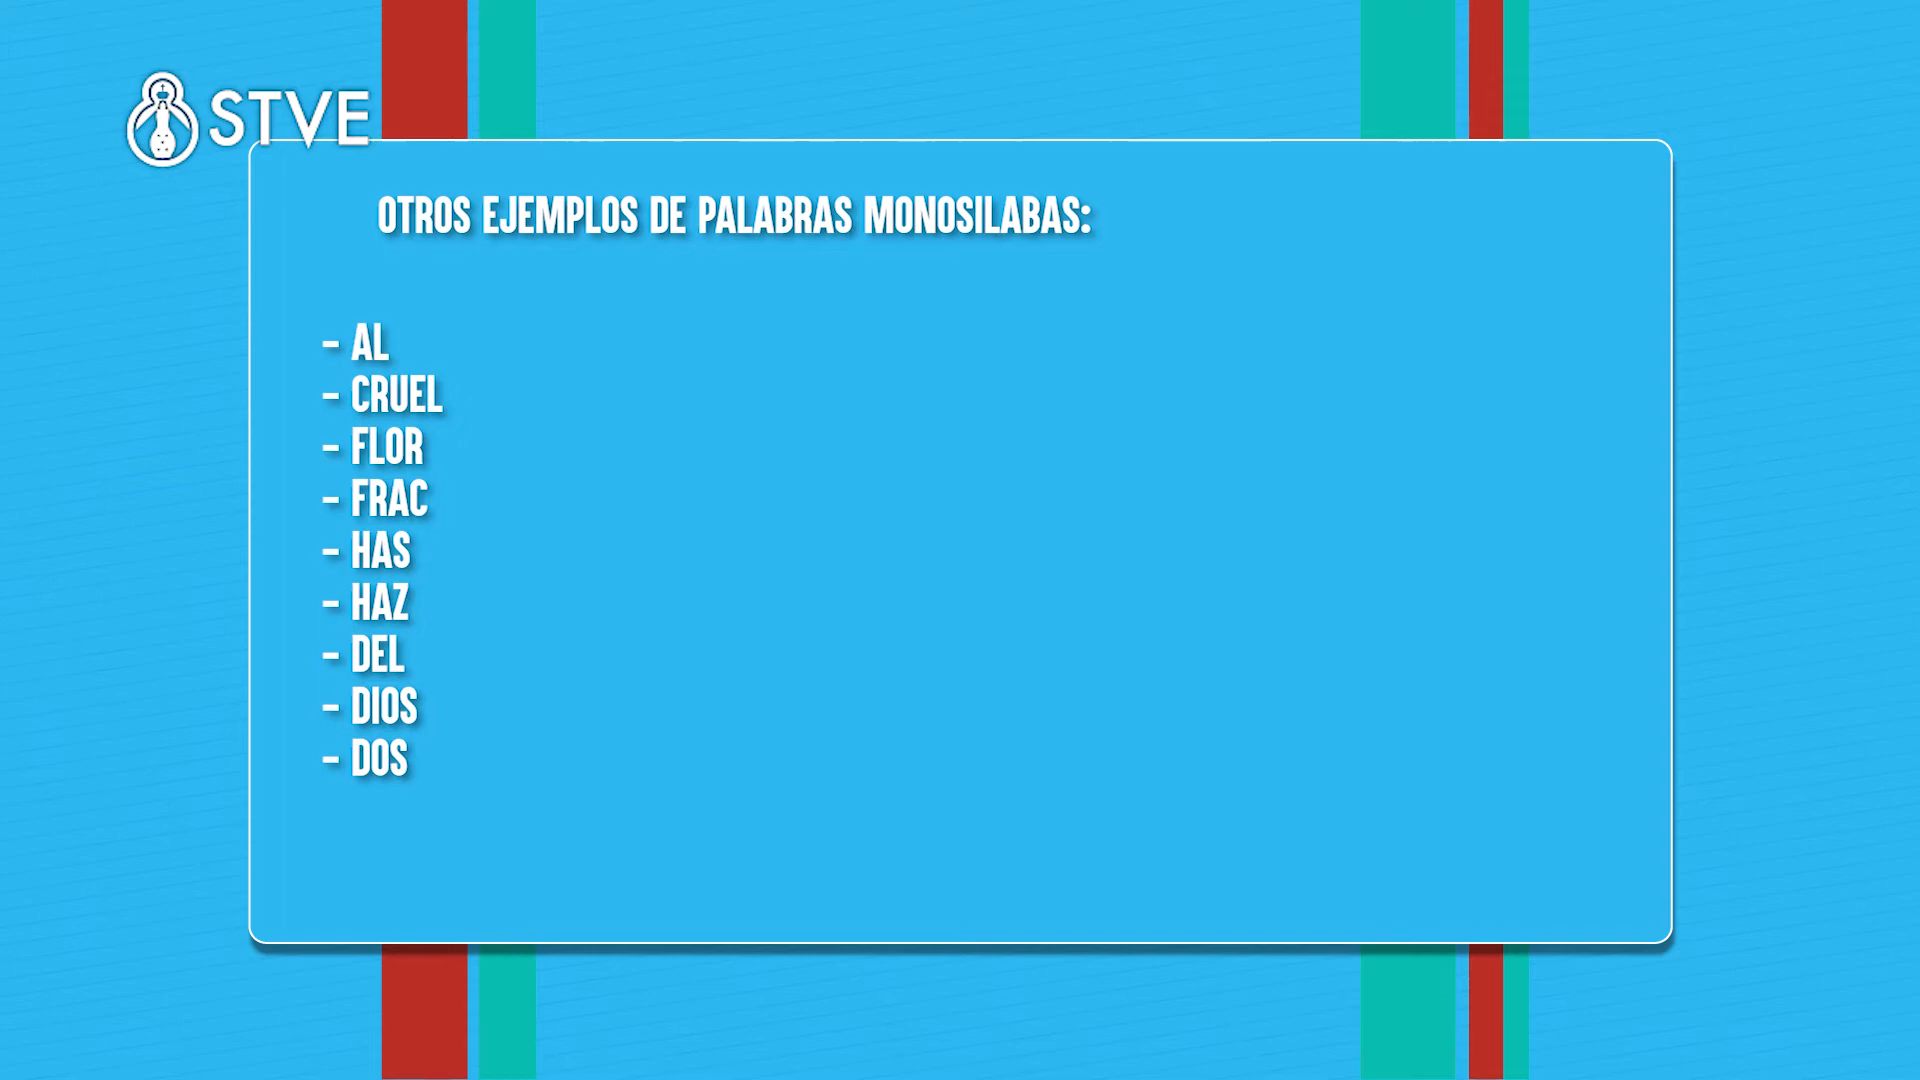 STVE
OTROS EJEMPLOS DE PALABRAS MONOSILABAS:
- AL
- CRUEL
- FLOR
- FRAC
- HAS
- HAZ
- DEL
- DIOS
- DOS